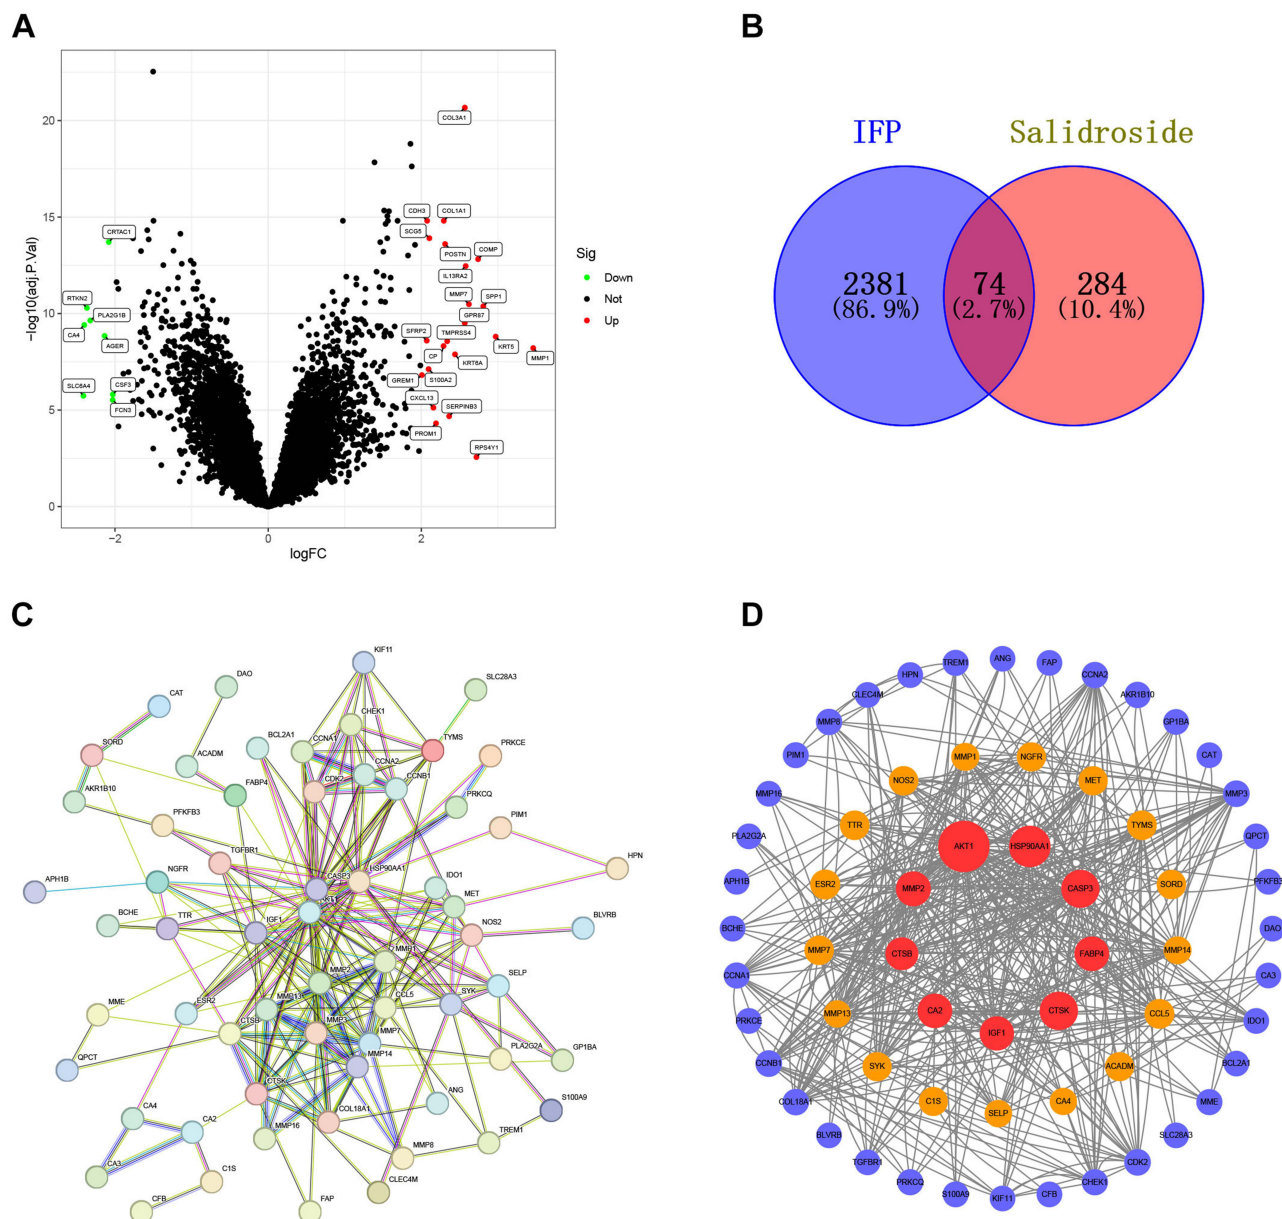 A
−log10(adj.P.Val)
20
15
10
5
0
COL3A1
CDH3
COL1A1
CRTAC1
SCG5
POSTN
COMP
IL13RA2
RTKN2
MMP7
SPP1
PLA2G1B
GPR87
CA4
SFRP2
TMPRSS4
AGER
CP
KRT5
MMP1
KRT6A
SLC6A4
CSF3
GREM1
S100A2
FCN3
CXCL13
SERPINB3
PROM1
RPS4Y1
−2
0
2
logFC
Sig
Down
Not
Up
B
IFP
Salidroside
2381
(86.9%)
74
(2.7%)
284
(10.4%)
C
KIF11
DAO
SLC28A3
CAT
CHEK1
TYMS
BCL2A1
CCNA1
SORD
PRKCE
ACADM
CCNA2
CDK2
CCNB1
FABP4
AKR1B10
PRKCQ
PFKFB3
PIM1
TGFBR1
HPN
NGFR
CASP3
HSP90AA1
IDO1
APH1B
AKT1
MET
BCHE
TTR
IGF1
NOS2
BLVRB
MMP1
MMP2
SELP
MME
ESR2
MMP13
CCL5
SYK
CTSB
MMP3
MMP7
QPCT
MMP14
PLA2G2A
GP1BA
CTSK
CA4
COL18A1
ANG
S100A9
CA2
MMP16
TREM1
CA3
MMP8
C1S
CLEC4M
CFB
FAP
D
TREM1
ANG
FAP
HPN
CCNA2
CLEC4M
AKR1B10
MMP8
GP1BA
PIM1
MMP1
NGFR
CAT
NOS2
MET
MMP16
MMP3
TTR
TYMS
PLA2G2A
AKT1
HSP90AA1
QPCT
APH1B
ESR2
MMP2
CASP3
SORD
PFKFB3
BCHE
MMP7
CTSB
FABP4
MMP14
DAO
CCNA1
CA3
PRKCE
MMP13
CA2
IGF1
CTSK
CCL5
IDO1
CCNB1
SYK
ACADM
BCL2A1
COL18A1
C1S
SELP
CA4
MME
BLVRB
SLC28A3
TGFBR1
CDK2
PRKCQ
CHEK1
S100A9
KIF11
CFB